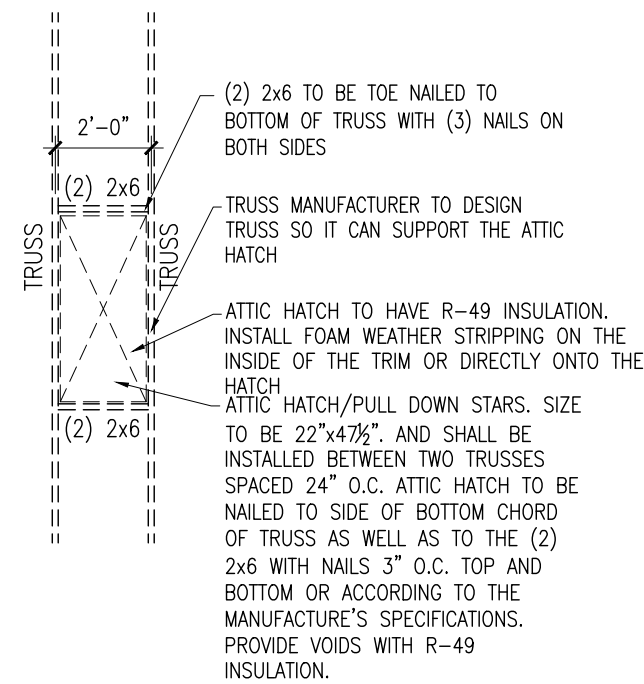 (2) 2x6 TO BE TOE NAILED TO
BOTTOM OF TRUSS WITH (3) NAILS ON
BOTH SIDES
2'-0"
(2) 2x6
TRUSS
TRUSS
TRUSS MANUFACTURER TO DESIGN
TRUSS SO IT CAN SUPPORT THE ATTIC
HATCH
ATTIC HATCH TO HAVE R-49 INSULATION.
INSTALL FOAM WEATHER STRIPPING ON THE
INSIDE OF THE TRIM OR DIRECTLY ONTO THE
HATCH
(2) 2x6
ATTIC HATCH/PULL DOWN STARS. SIZE
TO BE 22"x47½". AND SHALL BE
INSTALLED BETWEEN TWO TRUSSES
SPACED 24" O.C. ATTIC HATCH TO BE
NAILED TO SIDE OF BOTTOM CHORD
OF TRUSS AS WELL AS TO THE (2)
2x6 WITH NAILS 3" O.C. TOP AND
BOTTOM OR ACCORDING TO THE
MANUFACTURE'S SPECIFICATIONS.
PROVIDE VOIDS WITH R-49
INSULATION.